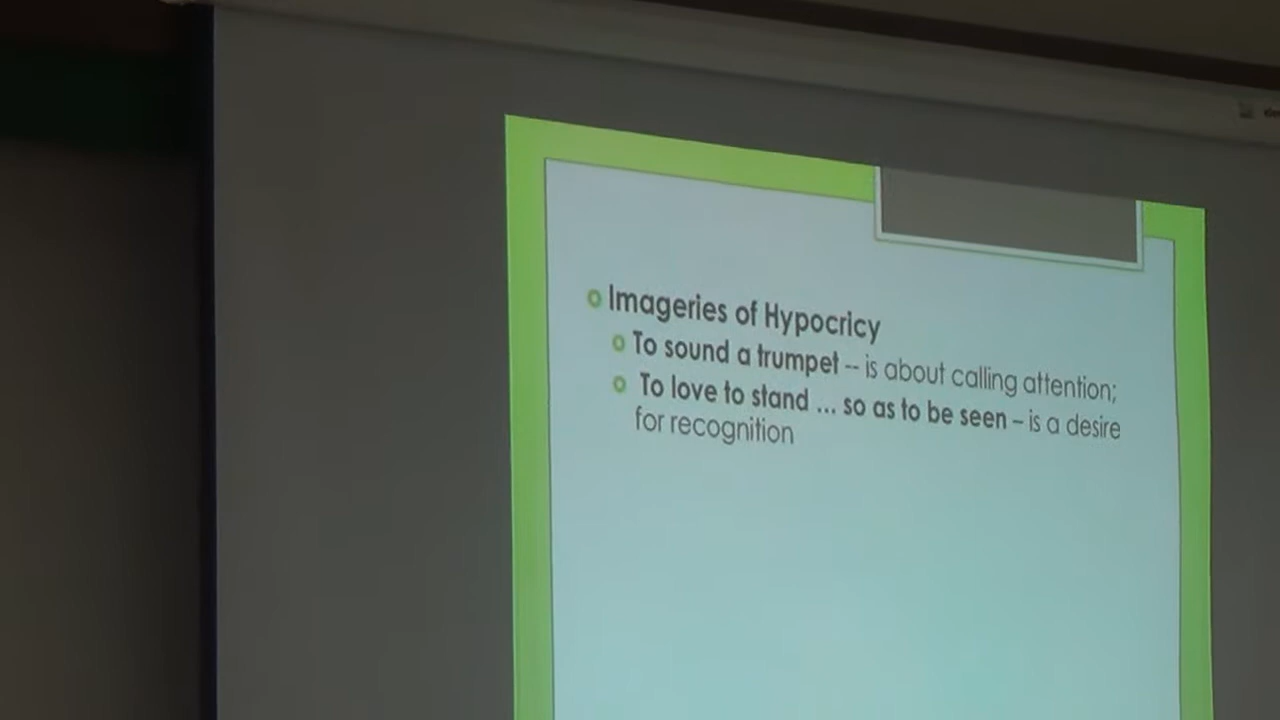 Imageries of Hypocricy
To sound a trumpet -- is about calling attention;
To love to stand ... so as to be seen – is a desire
for recognition